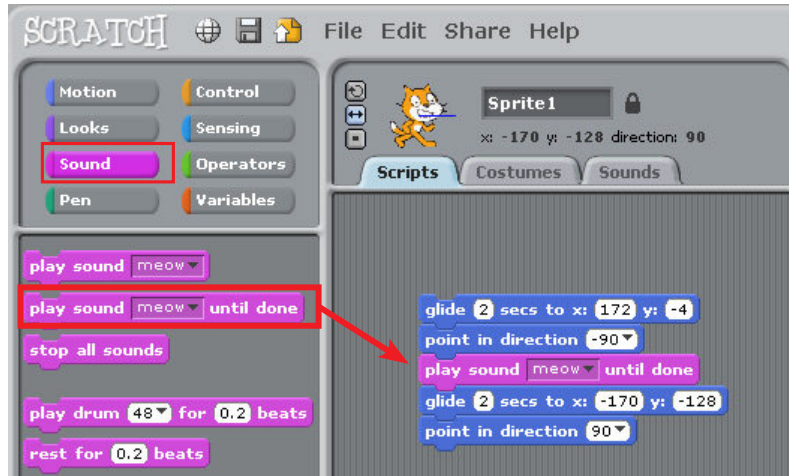 SCRATCH File Edit Share Help
Motion Control
Looks Sensing
Sound Operators
Pen Variables
Sprite1
x: -170 y: -128 direction: 90
Scripts Costumes Sounds
play sound meow
play sound meow until done
stop all sounds
play drum 48 for 0.2 beats
rest for 0.2 beats
glide 2 secs to x: 172 y: -4
point in direction -90
play sound meow until done
glide 2 secs to x: -170 y: -128
point in direction 90